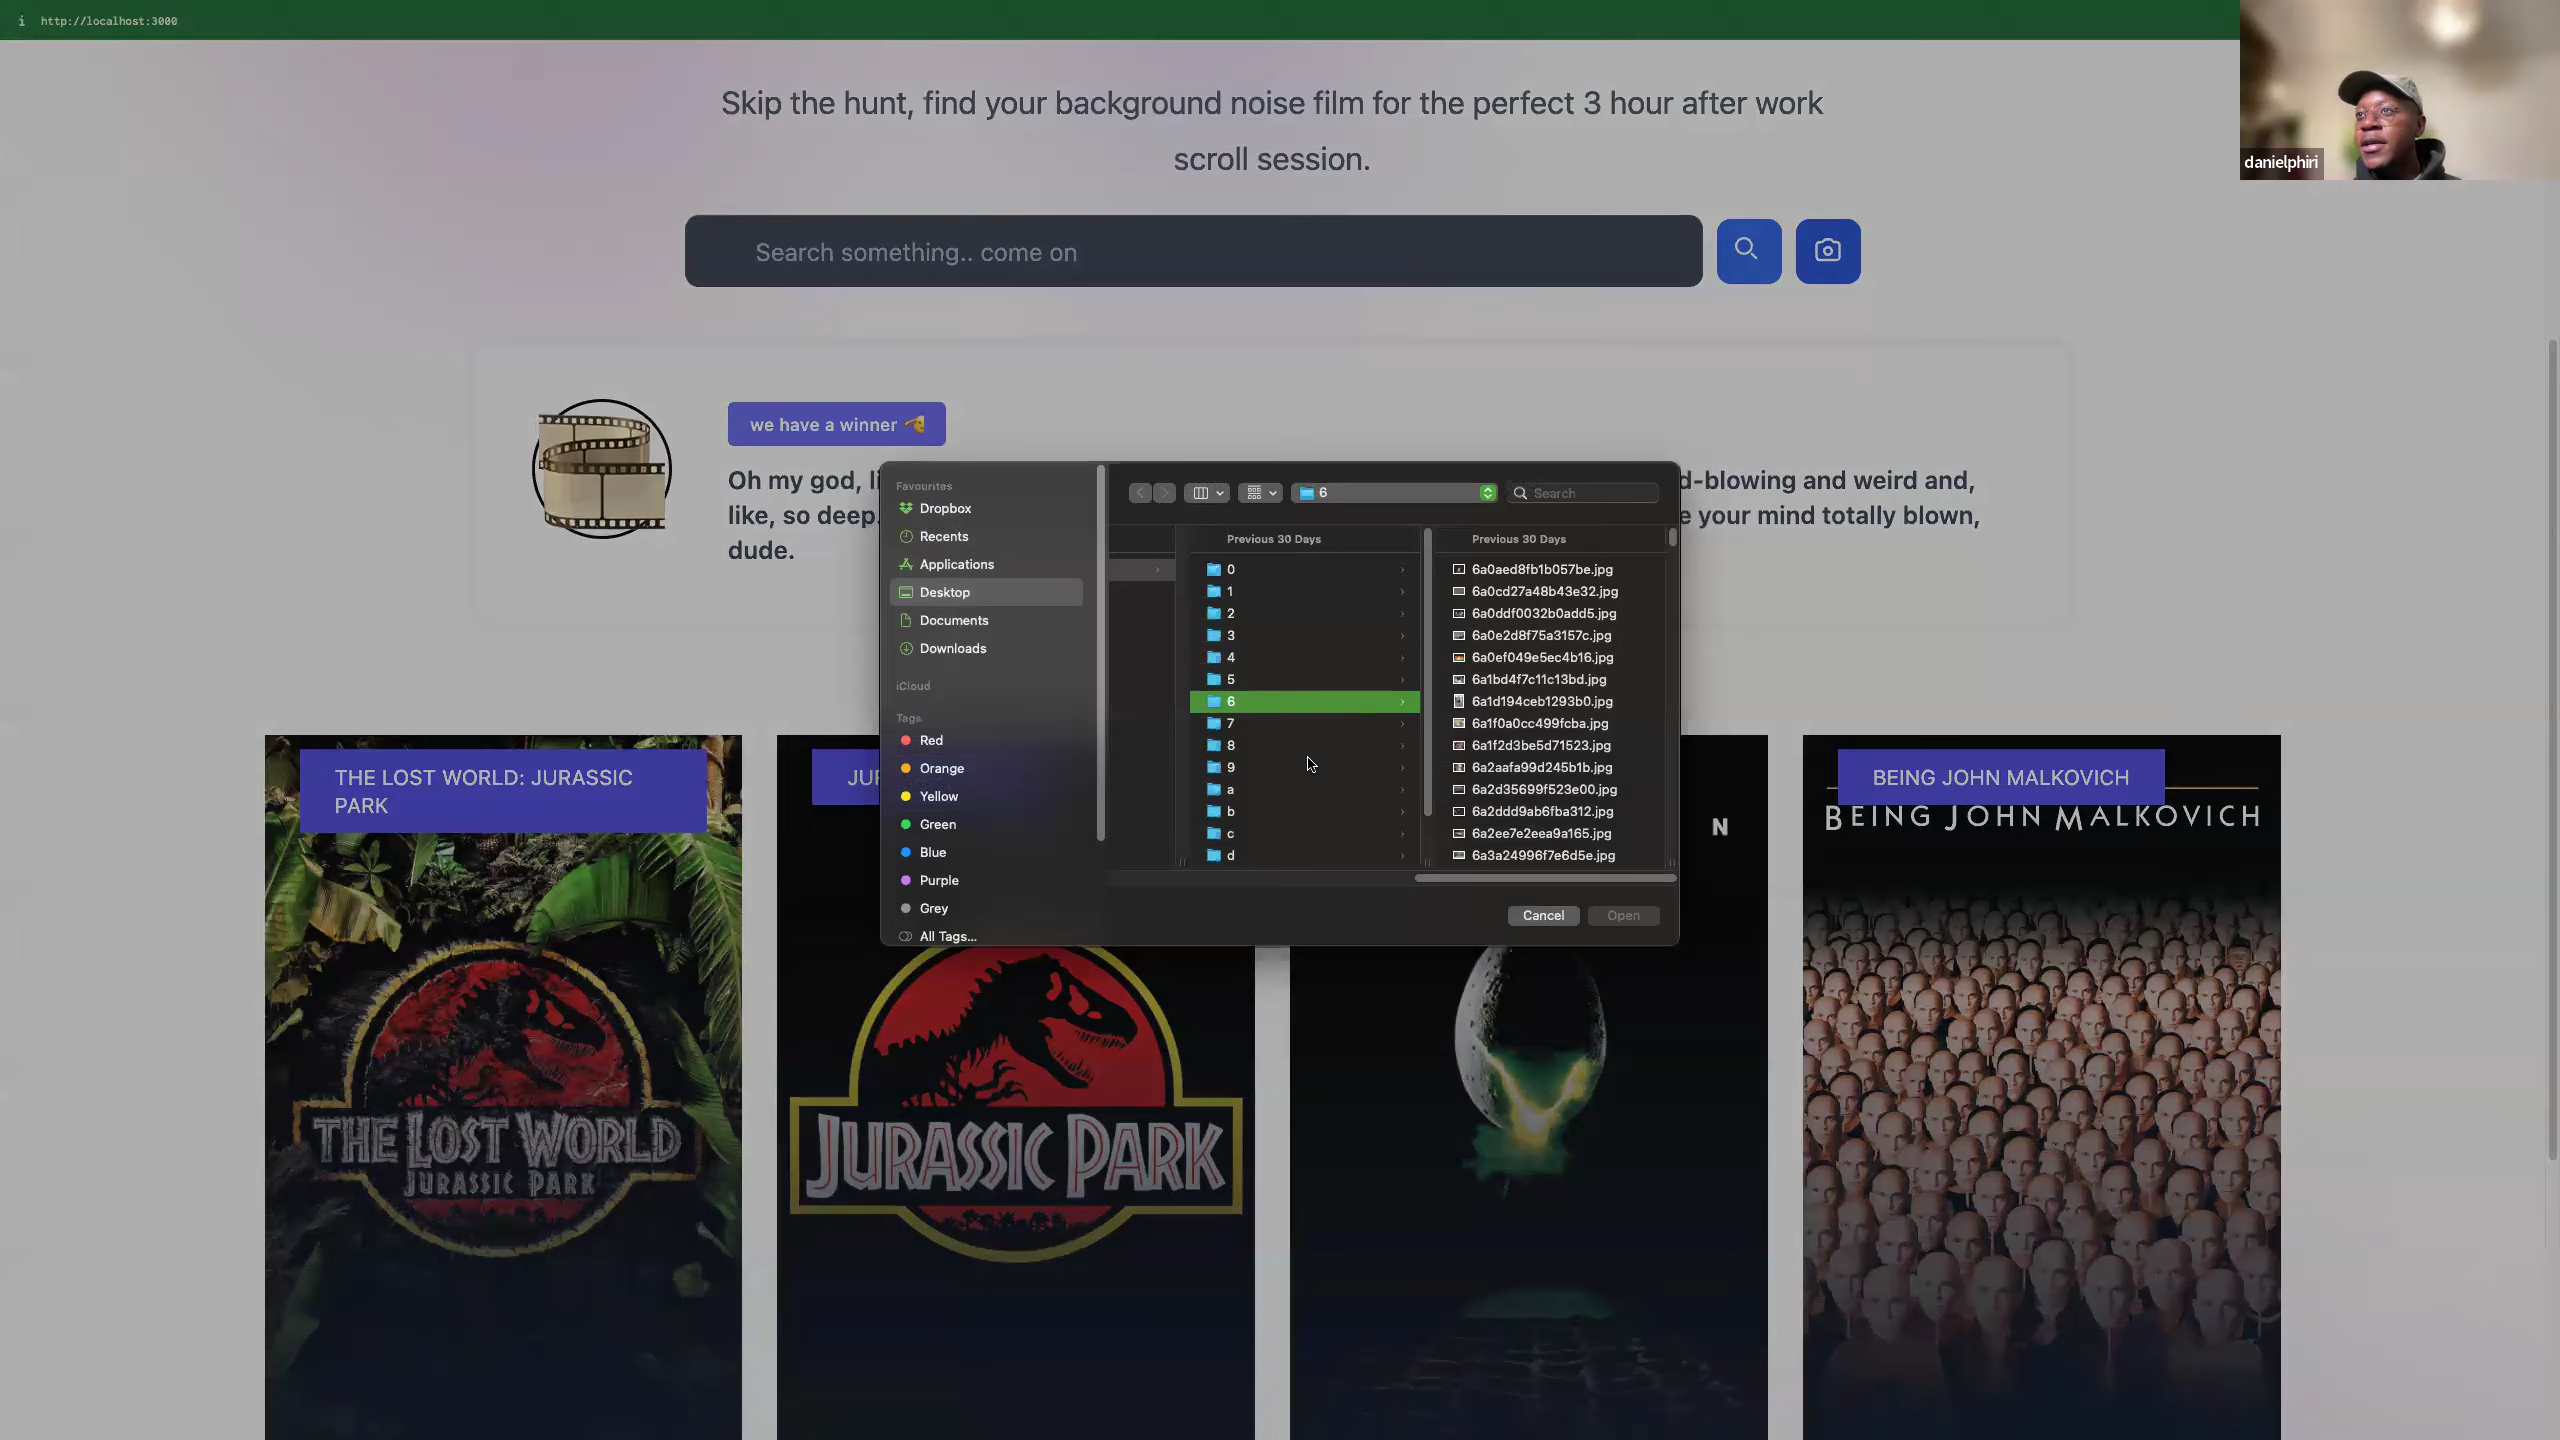 i http://localhost:3000
danielphiri
Skip the hunt, find your background noise film for the perfect 3 hour after work
scroll session.
Search something.. come on
we have a winner
Oh my god, li
d-blowing and weird and,
like, so deep.
e your mind totally blown,
dude.
Favourites
Dropbox
Recents
Applications
Desktop
Documents
Downloads
iCloud
Tags
Red
Orange
Yellow
Green
Blue
Purple
Grey
All Tags...
6
Search
Previous 30 Days
0
1
2
3
4
5
6
7
8
9
a
b
c
d
Previous 30 Days
6a0aed8fb1b057be.jpg
6a0cd27a48b43e32.jpg
6a0ddf0032b0add5.jpg
6a0e2d8f75a3157c.jpg
6a0ef049e5ec4b16.jpg
6a1bd4f7c11c13bd.jpg
6a1d194ceb1293b0.jpg
6a1f0a0cc499fcba.jpg
6a1f2d3be5d71523.jpg
6a2aafa99d245b1b.jpg
6a2d35699f523e00.jpg
6a2ddd9ab6fba312.jpg
6a2ee7e2eea9a165.jpg
6a3a24996f7e6d5e.jpg
Cancel
Open
THE LOST WORLD: JURASSIC
PARK
THE LOST WORLD
JURASSIC PARK
JUR
JURASSIC PARK
N
BEING JOHN MALKOVICH
BEING JOHN MALKOVICH